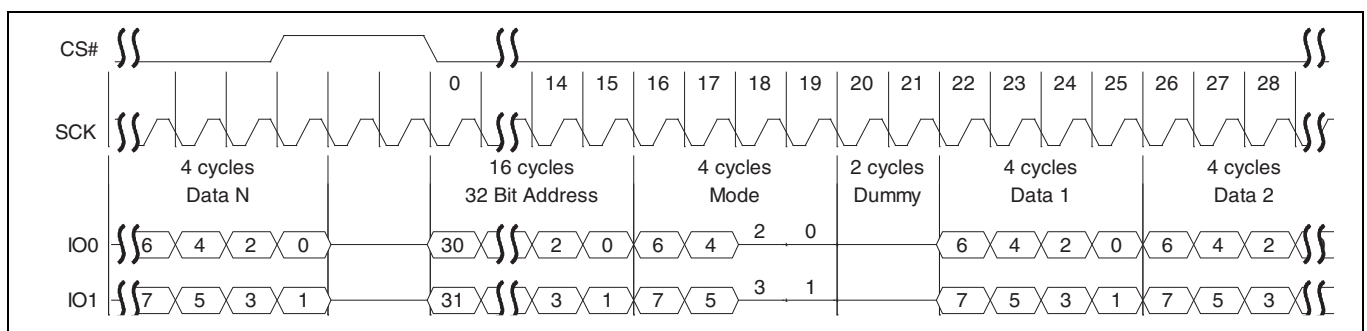 CS#
0 14 15 16 17 18 19 20 21 22 23 24 25 26 27 28
SCK
4 cycles 16 cycles 4 cycles 2 cycles 4 cycles 4 cycles
Data N 32 Bit Address Mode Dummy Data 1 Data 2
IO0 6 4 2 0 30 2 0 6 4 2 0 6 4 2 0 6 4 2
IO1 7 5 3 1 31 3 1 7 5 3 1 7 5 3 1 7 5 3